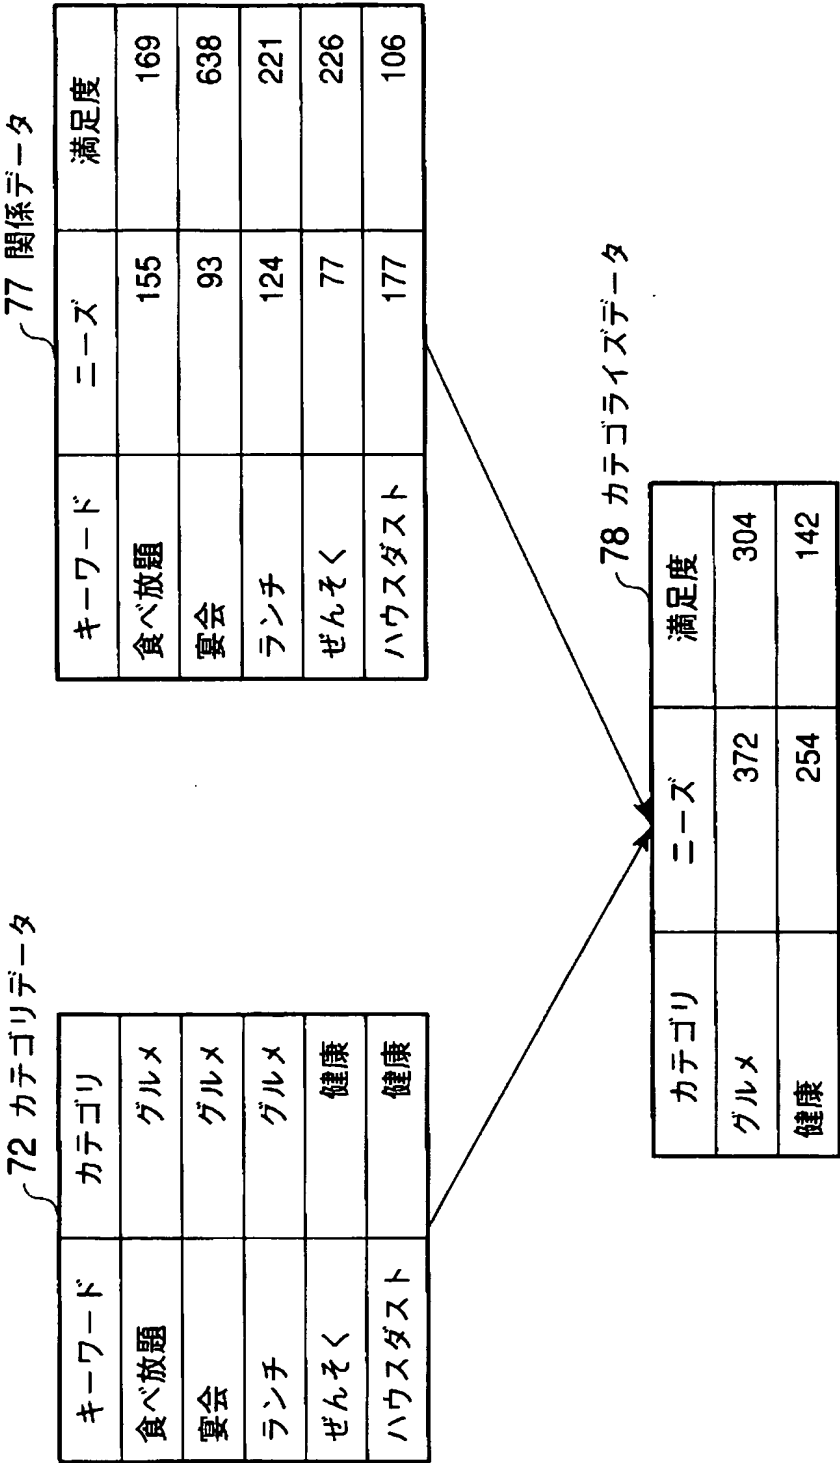 72 カテゴリデータ
キーワード カテゴリ
食べ放題 グルメ
宴会 グルメ
ランチ グルメ
ぜんそく 健康
ハウスダスト 健康
77 関係データ
キーワード ニーズ 満足度
食べ放題 155 169
宴会 93 638
ランチ 124 221
ぜんそく 77 226
ハウスダスト 177 106
78 カテゴライズデータ
カテゴリ ニーズ 満足度
グルメ 372 304
健康 254 142